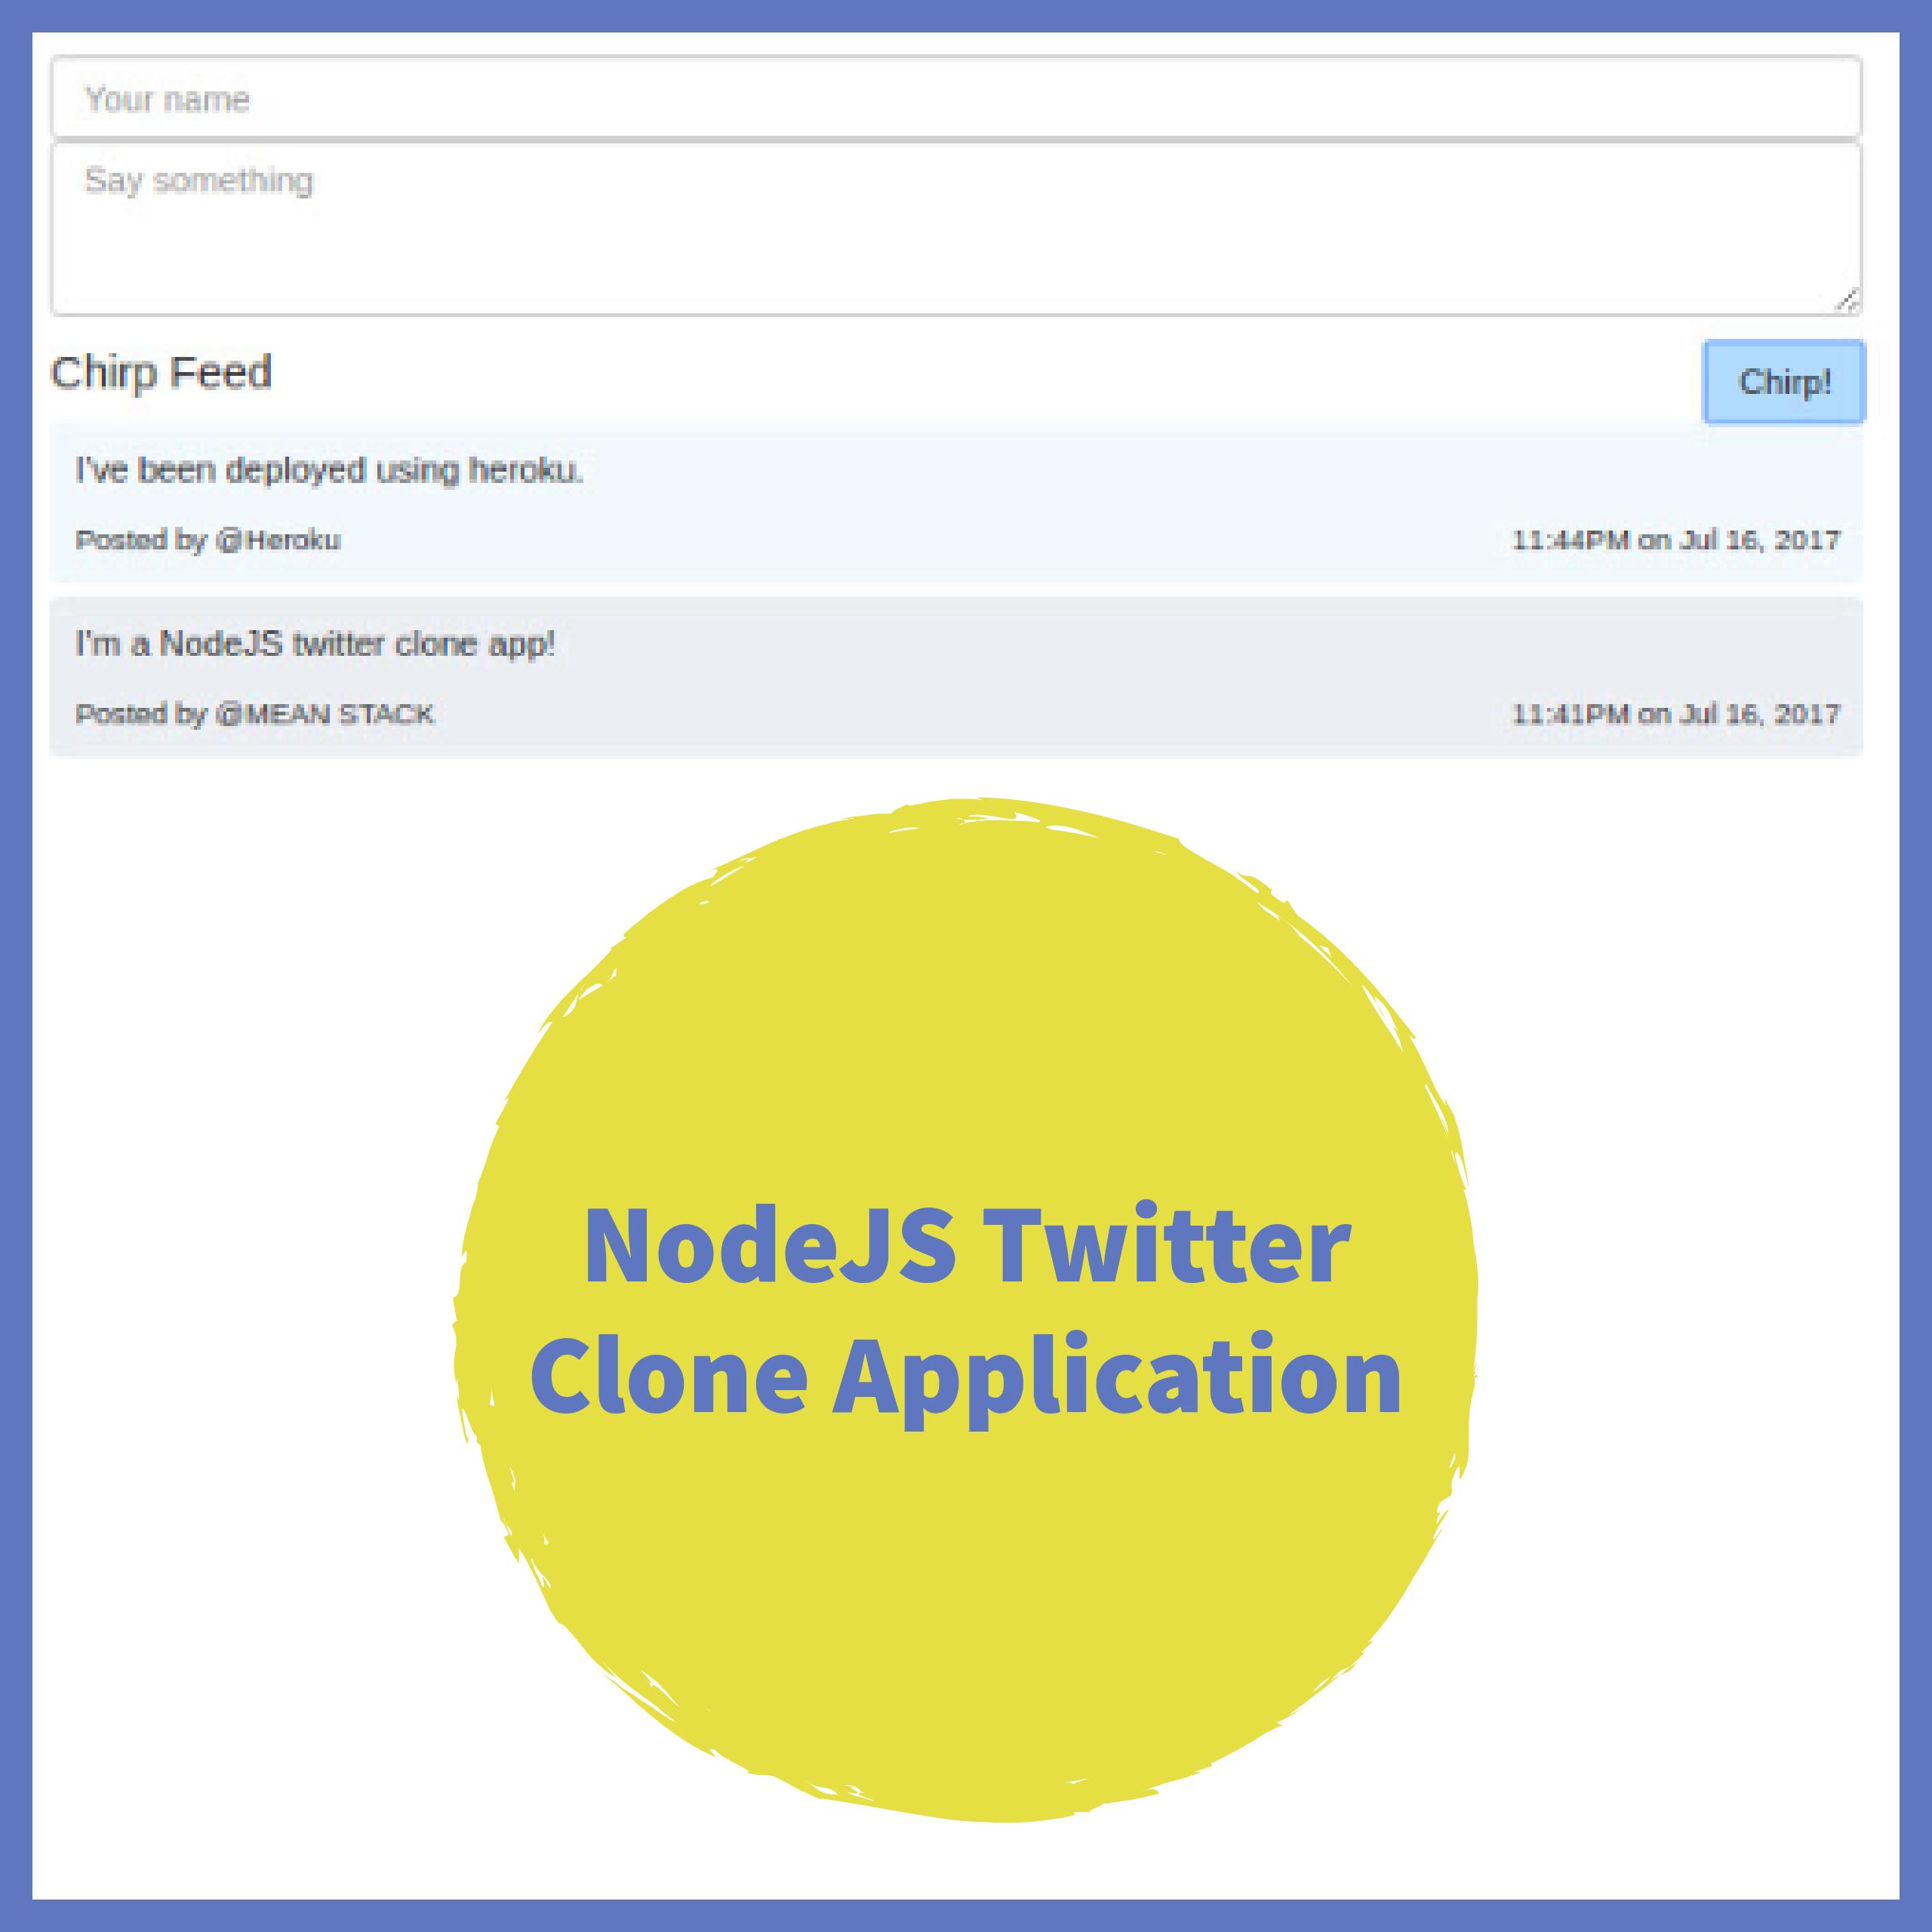 Your name
Say something
Chirp Feed
Chirp!
I've been deployed using heroku.
Posted by @Heroku
11:44PM on Jul 16, 2017
I'm a NodeJS twitter clone app!
Posted by @MEAN STACK
11:41PM on Jul 16, 2017
NodeJS Twitter
Clone Application